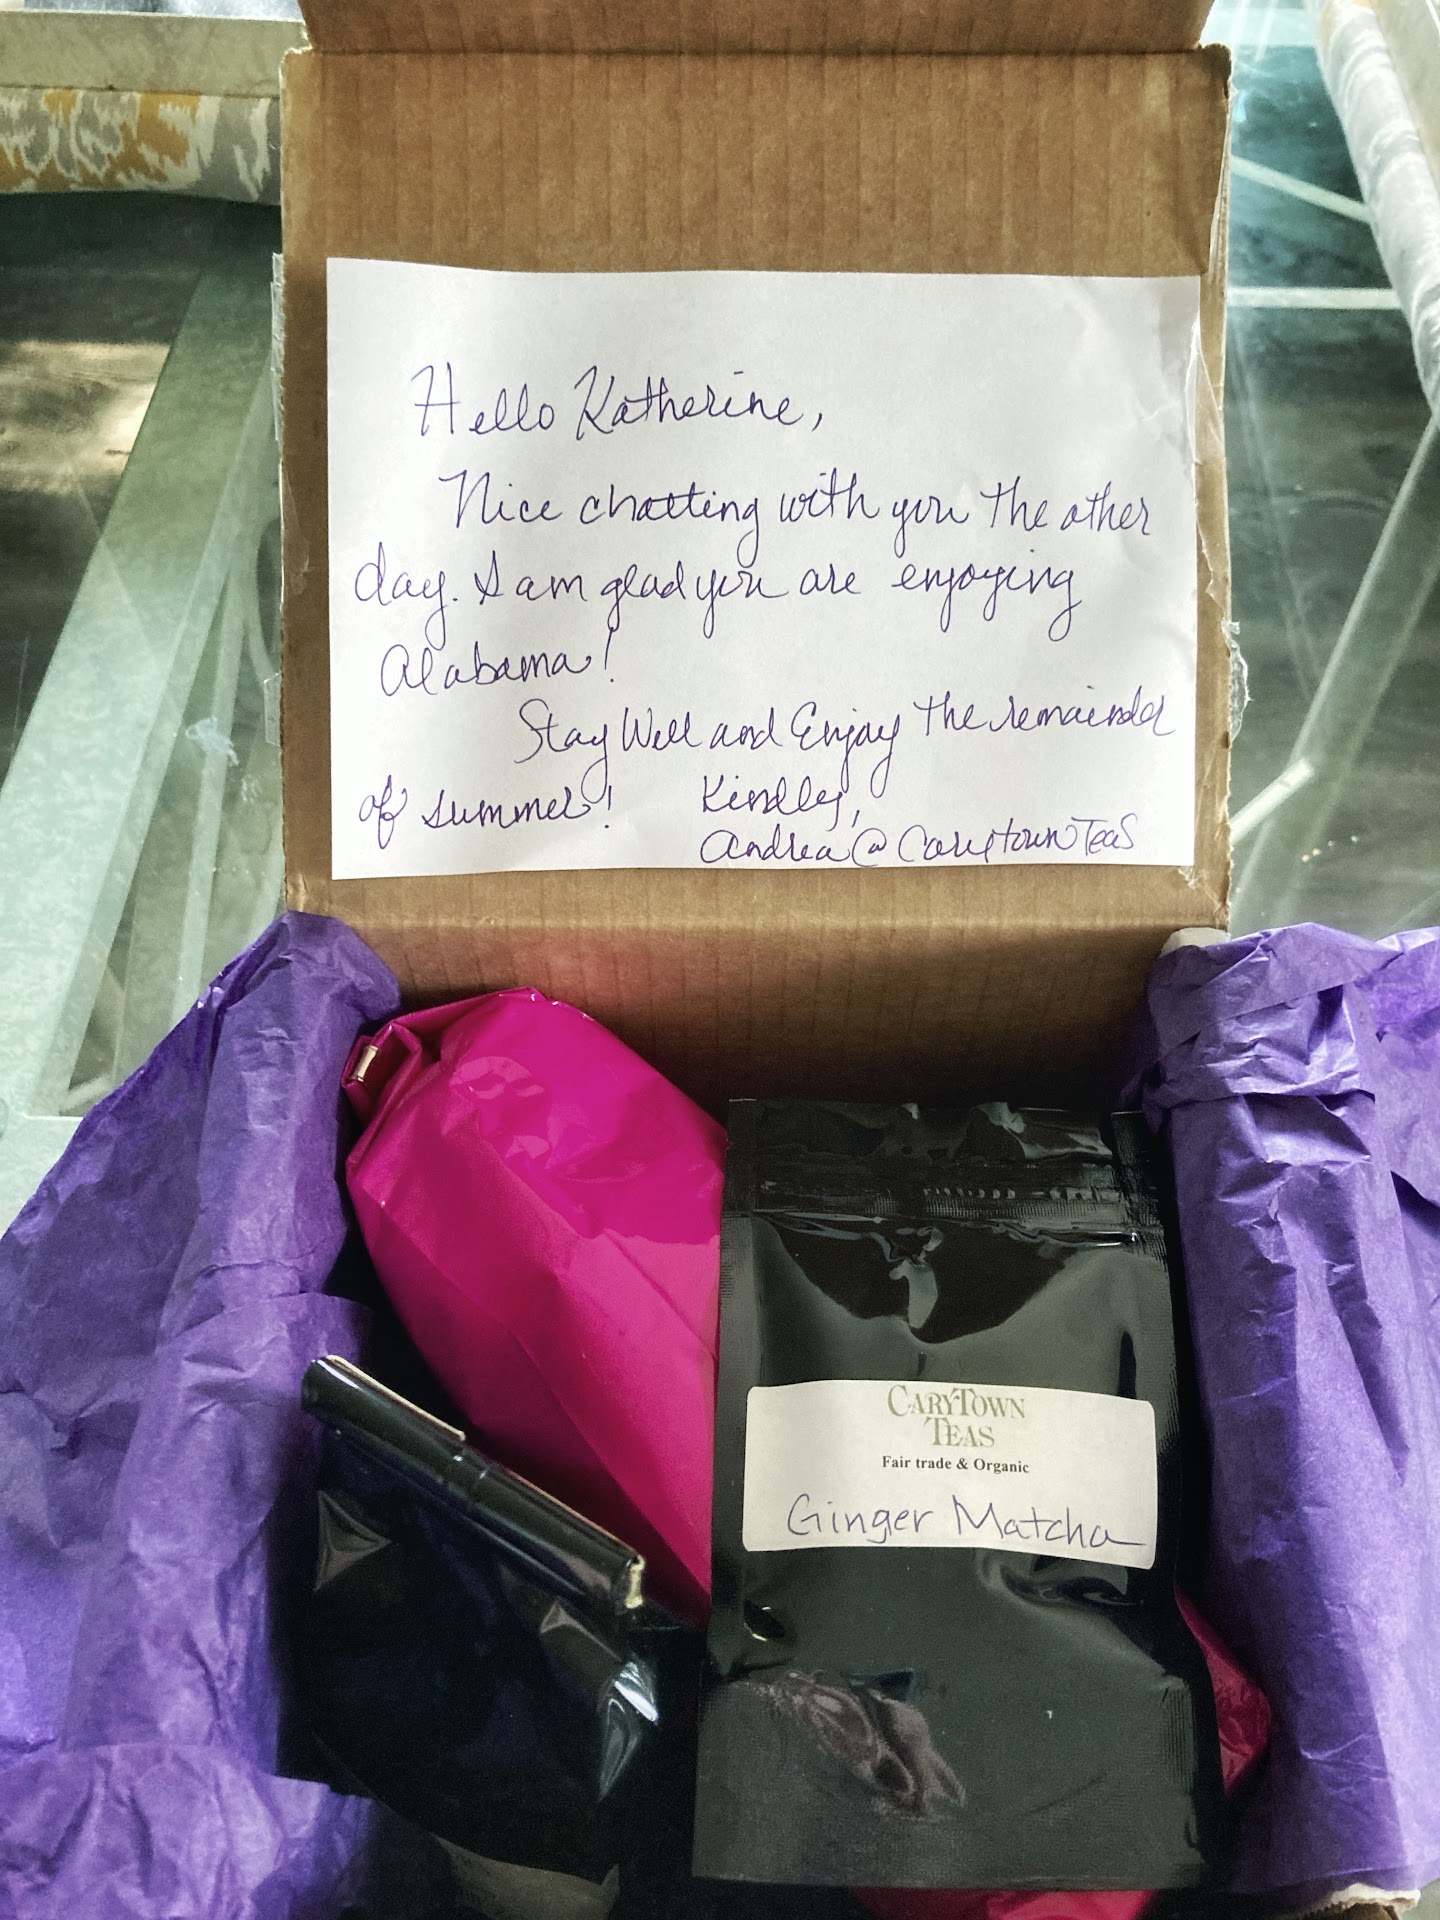 Hello Katherine,
Nice chatting with you the other
day. I am glad you are enjoying
Alabama!
Stay Well and Enjoy the remainder
of summer!
Kindly,
Andrea @ Carytown Teas
CARYTOWN
TEAS
Fair trade & Organic
Ginger Matcha